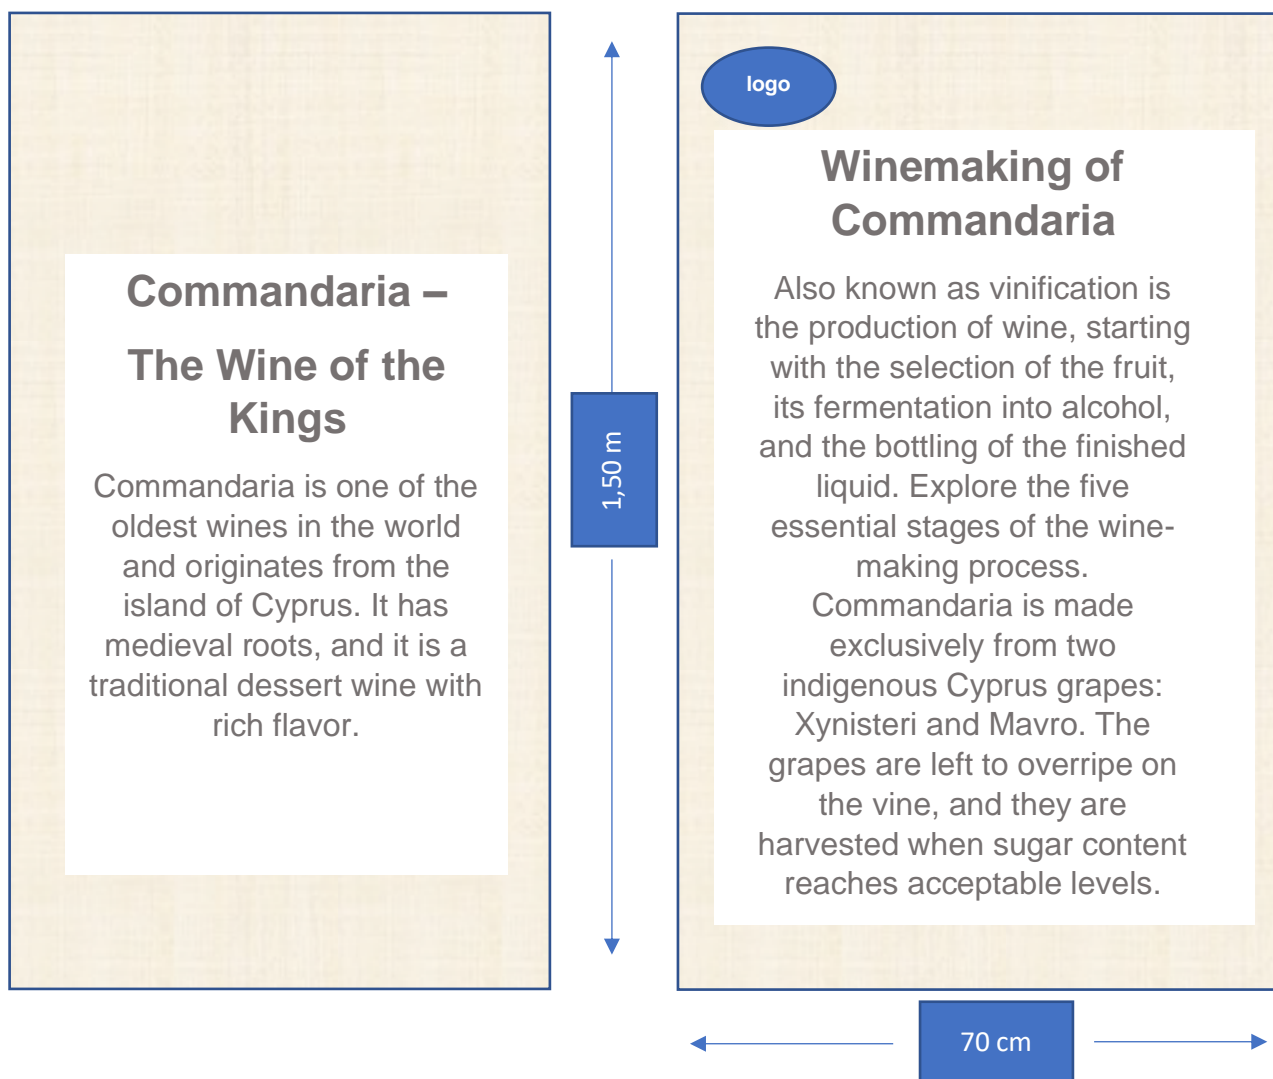 Commandaria –
The Wine of the
Kings
Commandaria is one of the
oldest wines in the world
and originates from the
island of Cyprus. It has
medieval roots, and it is a
traditional dessert wine with
rich flavor.
1,50 m
logo
Winemaking of
Commandaria
Also known as vinification is
the production of wine, starting
with the selection of the fruit,
its fermentation into alcohol,
and the bottling of the finished
liquid. Explore the five
essential stages of the wine-
making process.
Commandaria is made
exclusively from two
indigenous Cyprus grapes:
Xynisteri and Mavro. The
grapes are left to overripe on
the vine, and they are
harvested when sugar content
reaches acceptable levels.
70 cm